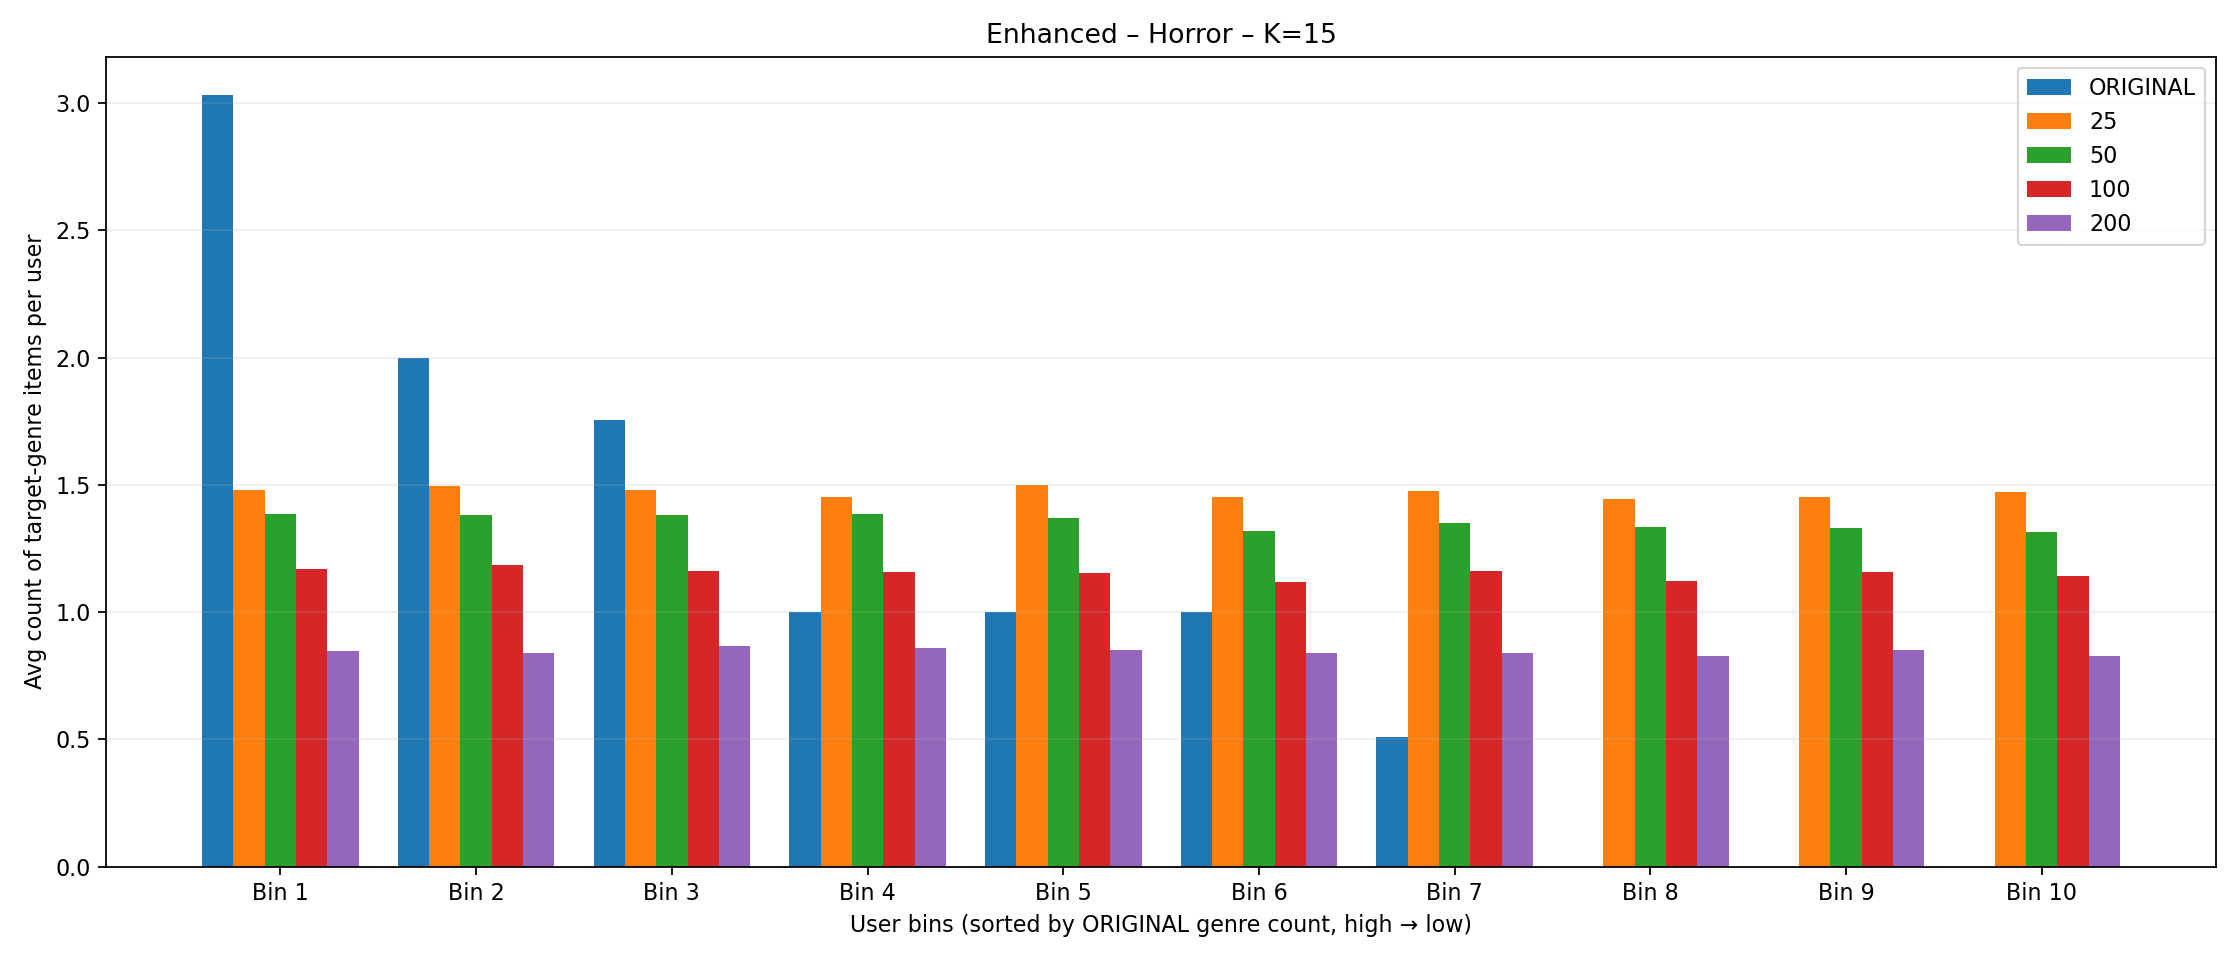 Enhanced – Horror – K=15
ORIGINAL
25
50
100
200
Avg count of target-genre items per user
3.0
2.5
2.0
1.5
1.0
0.5
0.0
Bin 1 Bin 2 Bin 3 Bin 4 Bin 5 Bin 6 Bin 7 Bin 8 Bin 9 Bin 10
User bins (sorted by ORIGINAL genre count, high → low)